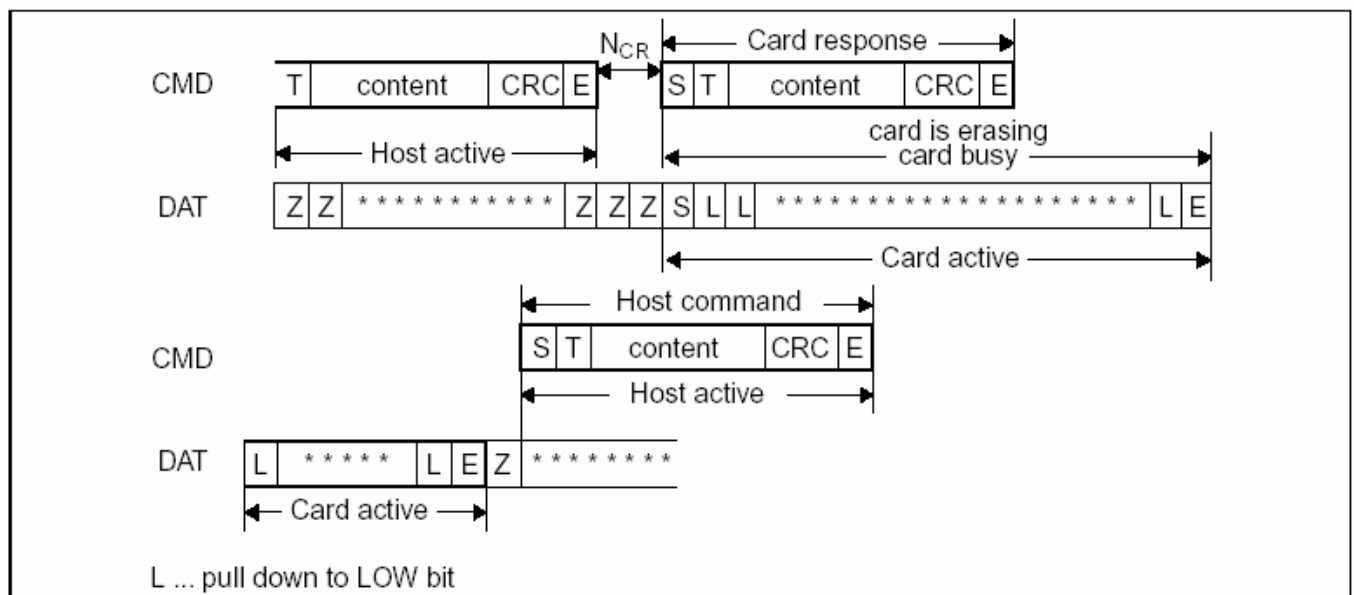 N_CR Card response
CMD T content CRC E S T content CRC E
Host active card is erasing
card busy
DAT Z Z * * * * * * * * * * * Z Z Z S L L * * * * * * * * * * * * * * * * * * * * L E
Card active
Host command
CMD S T content CRC E
Host active
DAT L * * * * * L E Z * * * * * * * *
Card active
L ... pull down to LOW bit